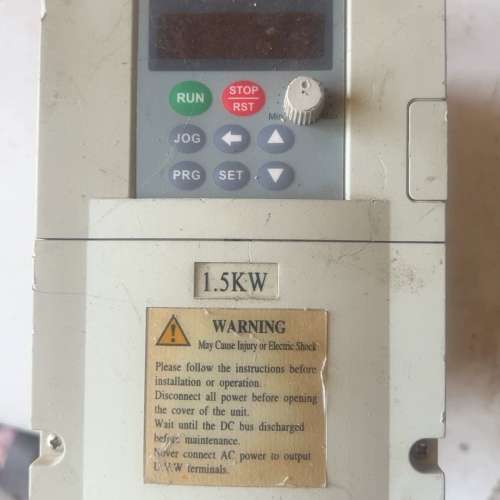 RUN
STOP
RST
Min
JOG
PRG SET
1.5KW
WARNING
May Cause Injury or Electric Shock
Please follow the instructions before
installation or operation.
Disconnect all power before opening
the cover of the unit.
Wait until the DC bus discharged
before maintenance.
Never connect AC power to output
U V W terminals.